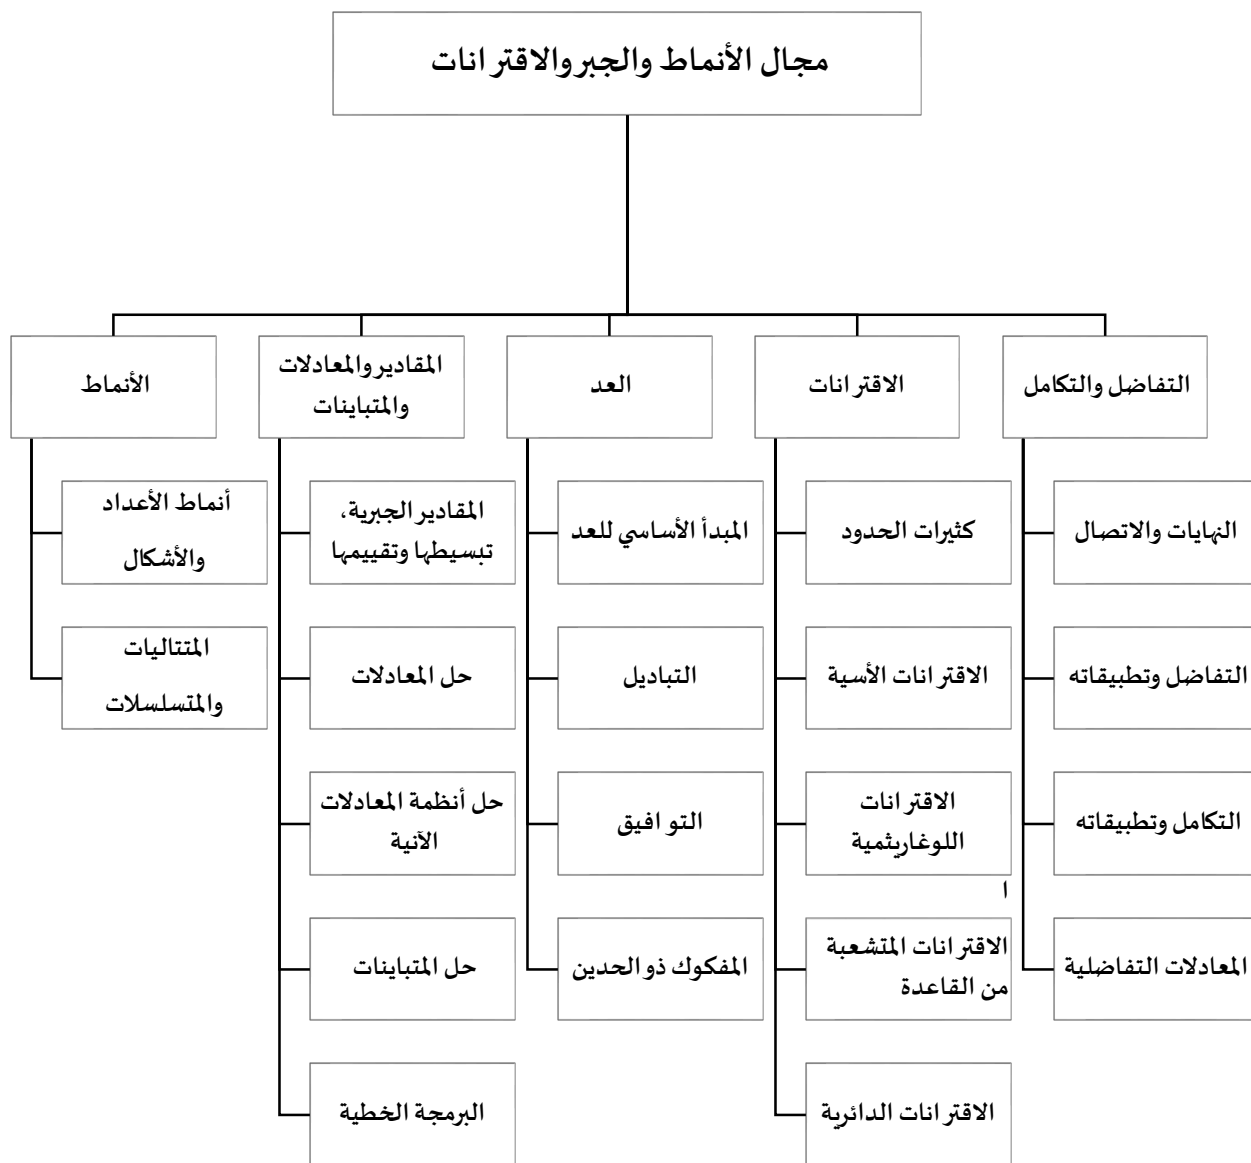 مجال الأنماط والجبر والاقترانات
التفاضل والتكامل
الاقترانات
العد
المقادير والمعادلات
والمتباينات
الأنماط
النهايات والاتصال
كثيرات الحدود
المبدأ الأساسي للعد
المقادير الجبرية،
تبسيطها وتقييمها
أنماط الأعداد
والأشكال
التفاضل وتطبيقاته
الاقترانات الأسية
التباديل
حل المعادلات
المتتاليات
والمتسلسلات
التكامل وتطبيقاته
الاقترانات
اللوغاريثمية
ا
التوافيق
حل أنظمة المعادلات
الآنية
المعادلات التفاضلية
الاقترانات المتشعبة
من القاعدة
المفكوك ذو الحدين
حل المتباينات
الاقترانات الدائرية
البرمجة الخطية